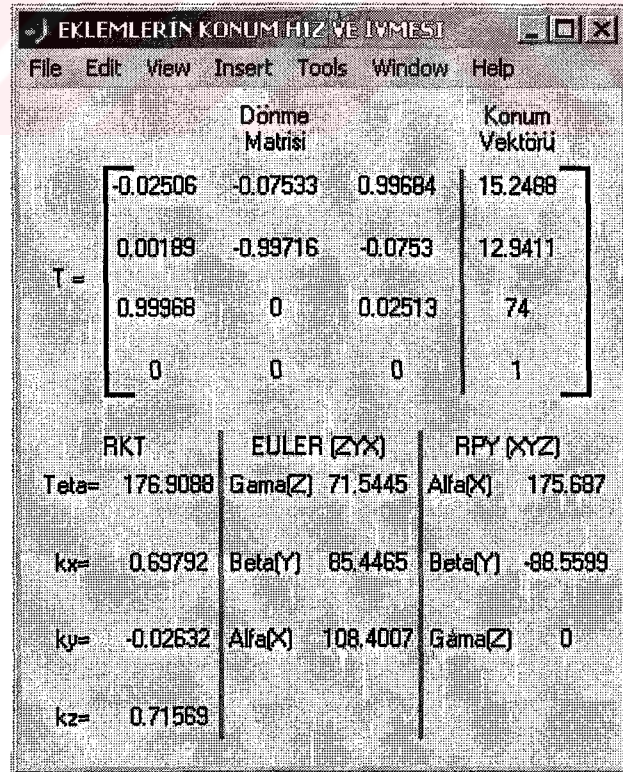 EKLEMLERİN KONUM HIZ VE İVMESİ
File Edit View Insert Tools Window Help
Dönme Matrisi Konum Vektörü
-0.02506 -0.07533 0.99684 15.2488
0.00189 -0.99716 -0.0753 12.9411
T =
0.99968 0 0.02513 74
0 0 0 1
RKT EULER (ZYX) RPY (XYZ)
Teta= 176.9088 Gama(Z) 71.5445 Alfa(X) 175.687
kx= 0.69792 Beta(Y) 85.4465 Beta(Y) -88.5599
ky= -0.02632 Alfa(X) 108.4007 Gama(Z) 0
kz= 0.71569